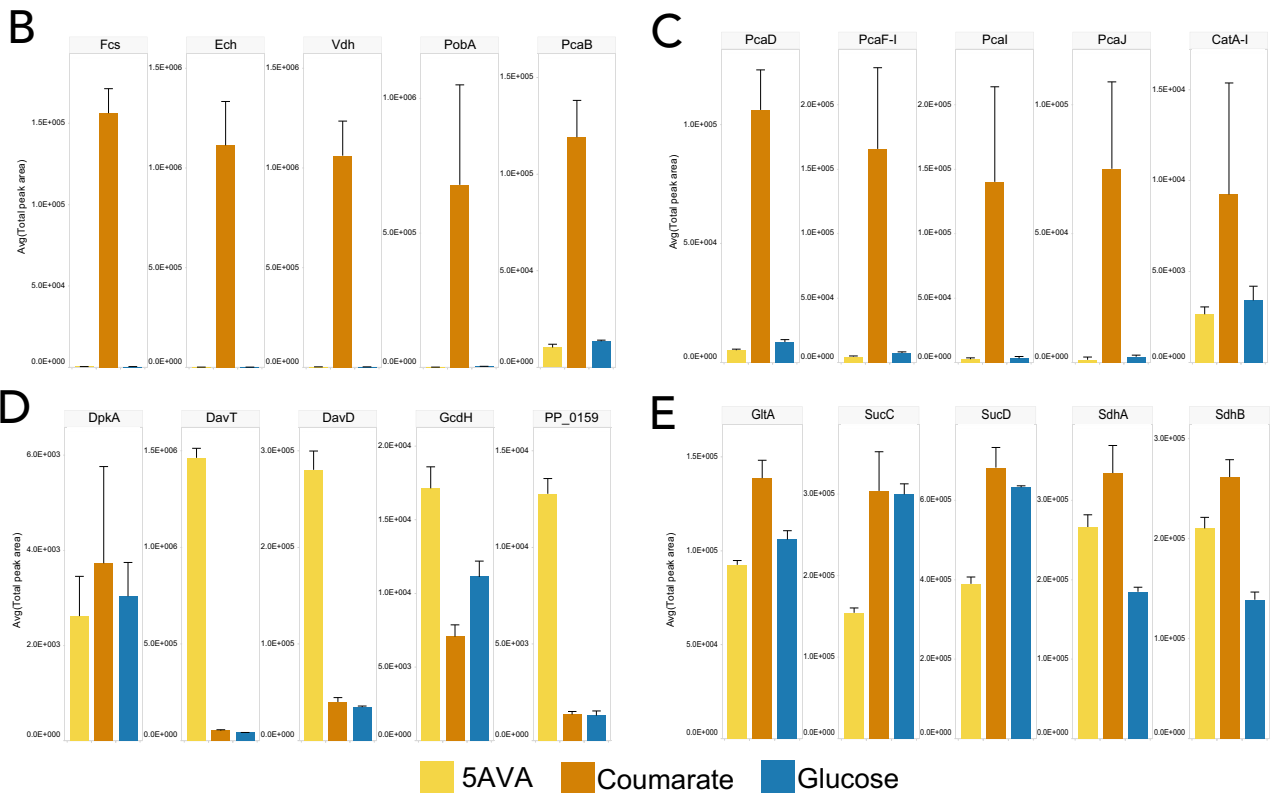 B
Fcs Ech Vdh PobA PcaB
Avg(Total peak area)
1.5E+005 1.0E+005 5.0E+004 0.0E+000
1.5E+006 1.0E+006 5.0E+005 0.0E+000
1.5E+006 1.0E+006 5.0E+005 0.0E+000
1.0E+006 5.0E+005 0.0E+000
1.5E+005 1.0E+005 5.0E+004 0.0E+000
C
PcaD PcaF-I PcaI PcaJ CatA-I
Avg(Total peak area)
1.0E+005 5.0E+004 0.0E+000
2.0E+005 1.5E+005 1.0E+005 5.0E+004 0.0E+000
2.0E+005 1.5E+005 1.0E+005 5.0E+004 0.0E+000
1.0E+005 5.0E+004 0.0E+000
1.5E+004 1.0E+004 5.0E+003 0.0E+000
D
DpkA DavT DavD GcdH PP_0159
Avg(Total peak area)
6.0E+003 4.0E+003 2.0E+003 0.0E+000
1.5E+006 1.0E+006 5.0E+005 0.0E+000
3.0E+005 2.0E+005 1.0E+005 0.0E+000
2.0E+004 1.5E+004 1.0E+004 5.0E+003 0.0E+000
1.5E+004 1.0E+004 5.0E+003 0.0E+000
E
GltA SucC SucD SdhA SdhB
Avg(Total peak area)
1.5E+005 1.0E+005 5.0E+004 0.0E+000
3.0E+005 2.0E+005 1.0E+005 0.0E+000
6.0E+005 4.0E+005 2.0E+005 0.0E+000
3.0E+005 2.0E+005 1.0E+005 0.0E+000
3.0E+005 2.0E+005 1.0E+005 0.0E+000
5AVA Coumarate Glucose